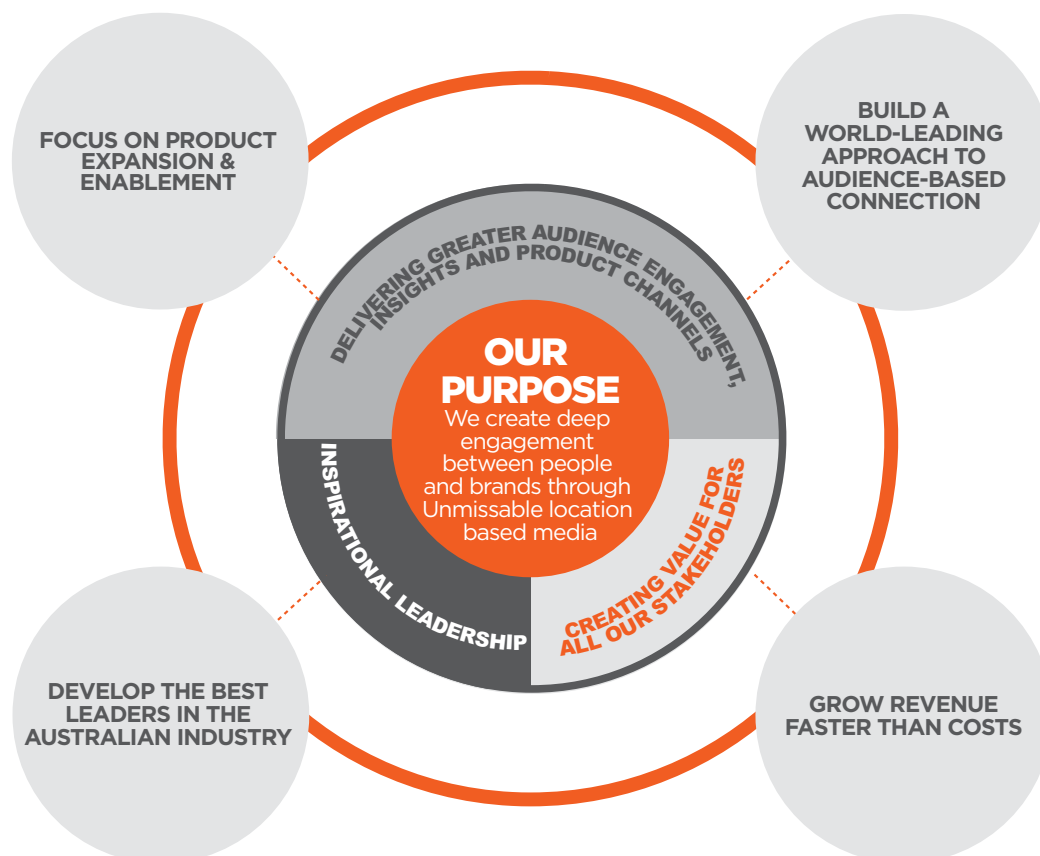 FOCUS ON PRODUCT
EXPANSION &
ENABLEMENT
BUILD A
WORLD-LEADING
APPROACH TO
AUDIENCE-BASED
CONNECTION
DELIVERING GREATER AUDIENCE ENGAGEMENT,
INSIGHTS AND PRODUCT CHANNELS
OUR
PURPOSE
We create deep
engagement
between people
and brands through
Unmissable location
based media
INSPIRATIONAL LEADERSHIP
CREATING VALUE FOR
ALL OUR STAKEHOLDERS
DEVELOP THE BEST
LEADERS IN THE
AUSTRALIAN INDUSTRY
GROW REVENUE
FASTER THAN COSTS